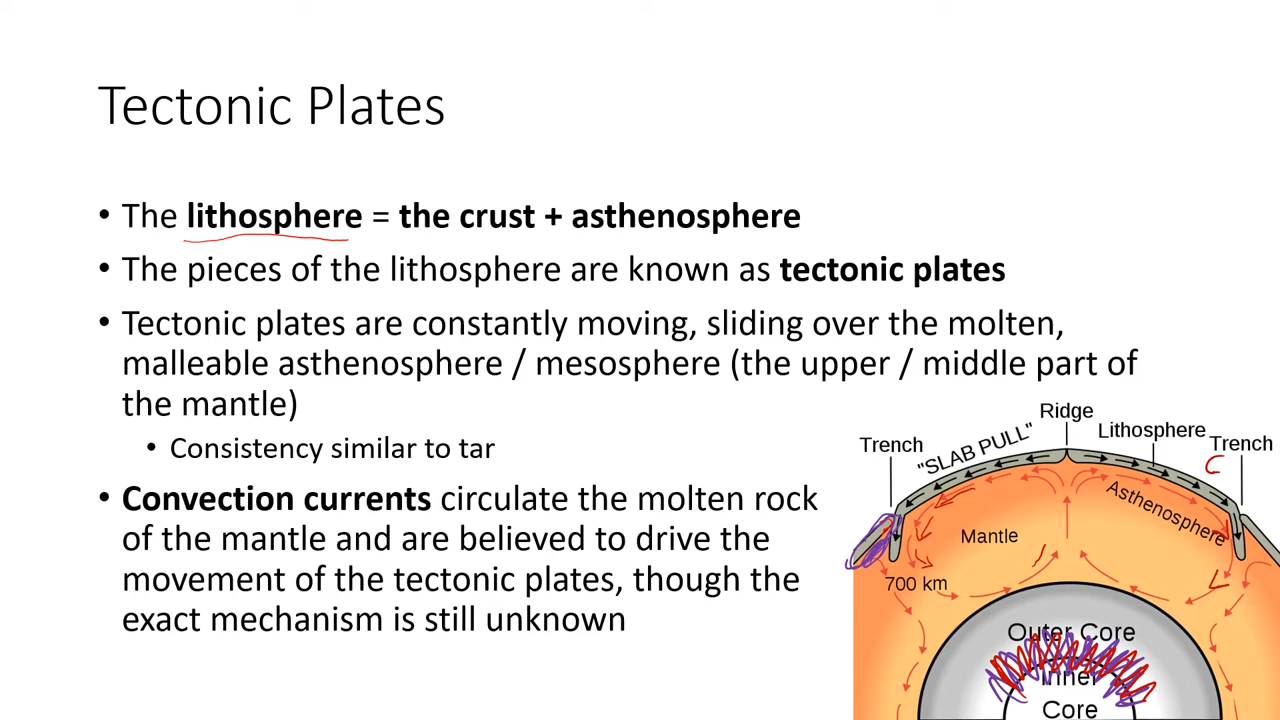 Tectonic Plates
• The lithosphere = the crust + asthenosphere
• The pieces of the lithosphere are known as tectonic plates
• Tectonic plates are constantly moving, sliding over the molten,
malleable asthenosphere / mesosphere (the upper / middle part of
the mantle)
• Consistency similar to tar
• Convection currents circulate the molten rock
of the mantle and are believed to drive the
movement of the tectonic plates, though the
exact mechanism is still unknown
Ridge
Lithosphere
Trench
"SLAB PULL"
Trench
Asthenosphere
Mantle
700 km
Outer Core
Inner
Core